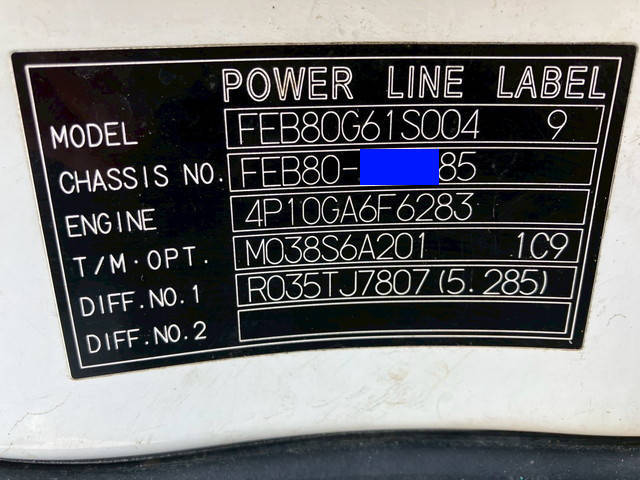 POWER LINE LABEL
MODEL FEB80G61S004 9
CHASSIS NO. FEB80- 85
ENGINE 4P10GA6F6283
T/M·OPT. M038S6A201 1C9
DIFF.NO.1 R035TJ7807(5.285)
DIFF.NO.2